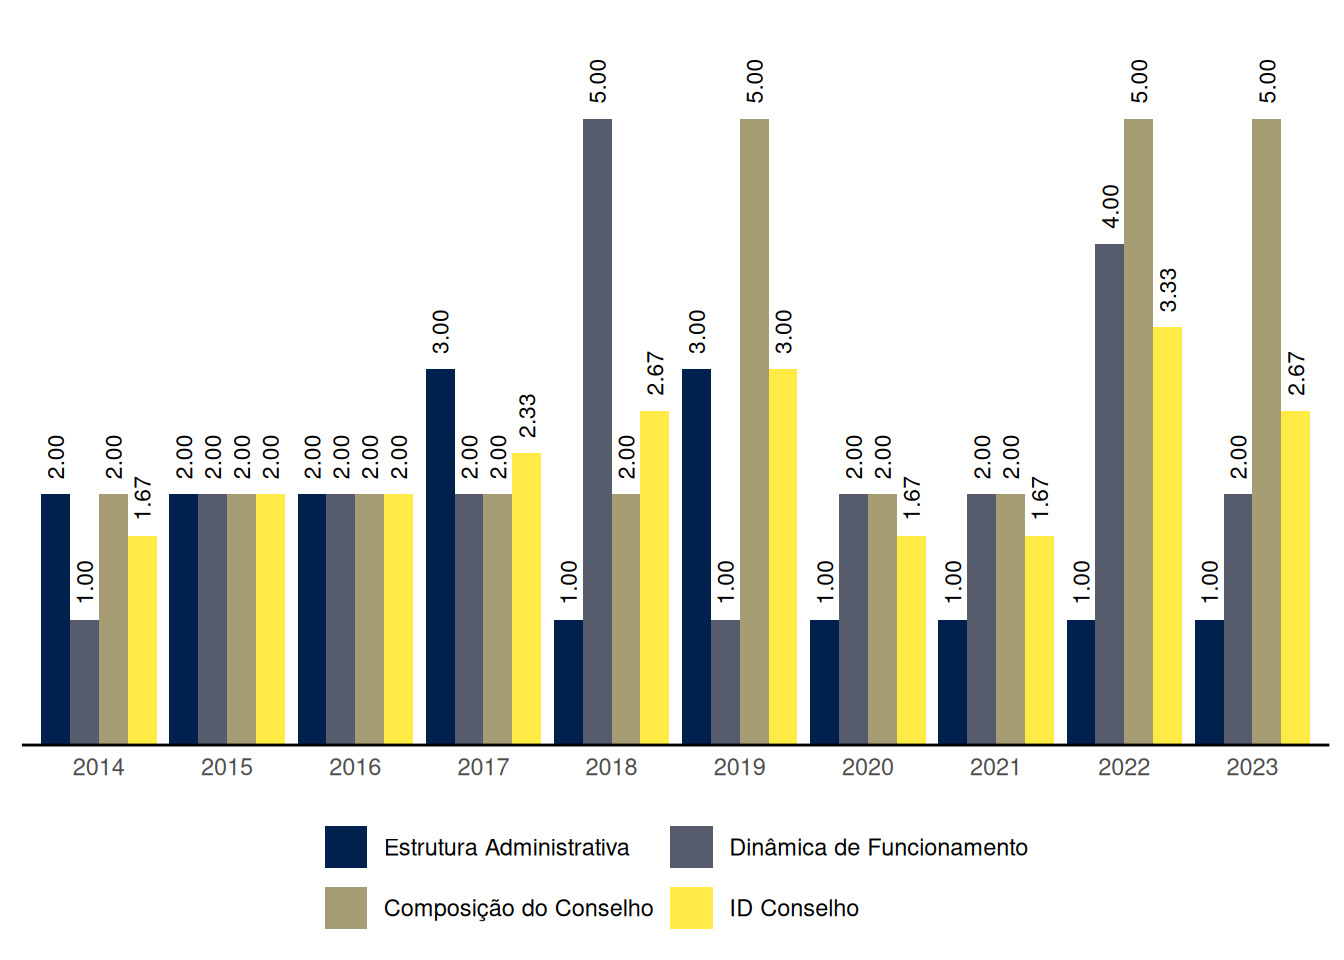 2.00 1.00 2.00 1.67 2.00 2.00 2.00 2.00 2.00 2.00 2.00 2.00 3.00 2.00 2.00 2.33 1.00 5.00 2.00 2.67 3.00 1.00 5.00 3.00 1.00 2.00 2.00 1.67 1.00 2.00 2.00 1.67 1.00 4.00 5.00 3.33 1.00 2.00 5.00 2.67
2014 2015 2016 2017 2018 2019 2020 2021 2022 2023
Estrutura Administrativa Dinâmica de Funcionamento
Composição do Conselho ID Conselho